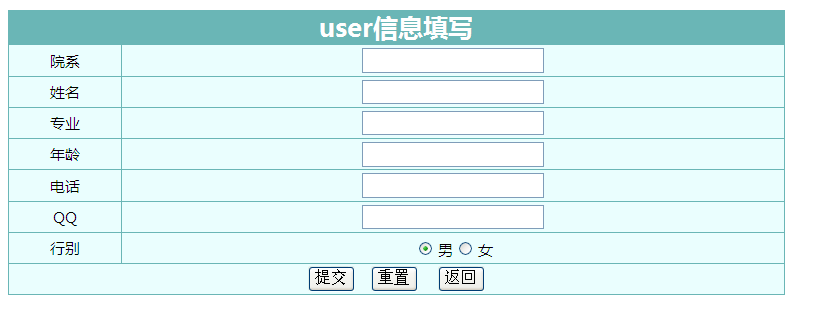 user信息填写
院系
姓名
专业
年龄
电话
QQ
行别 男 女
提交 重置 返回